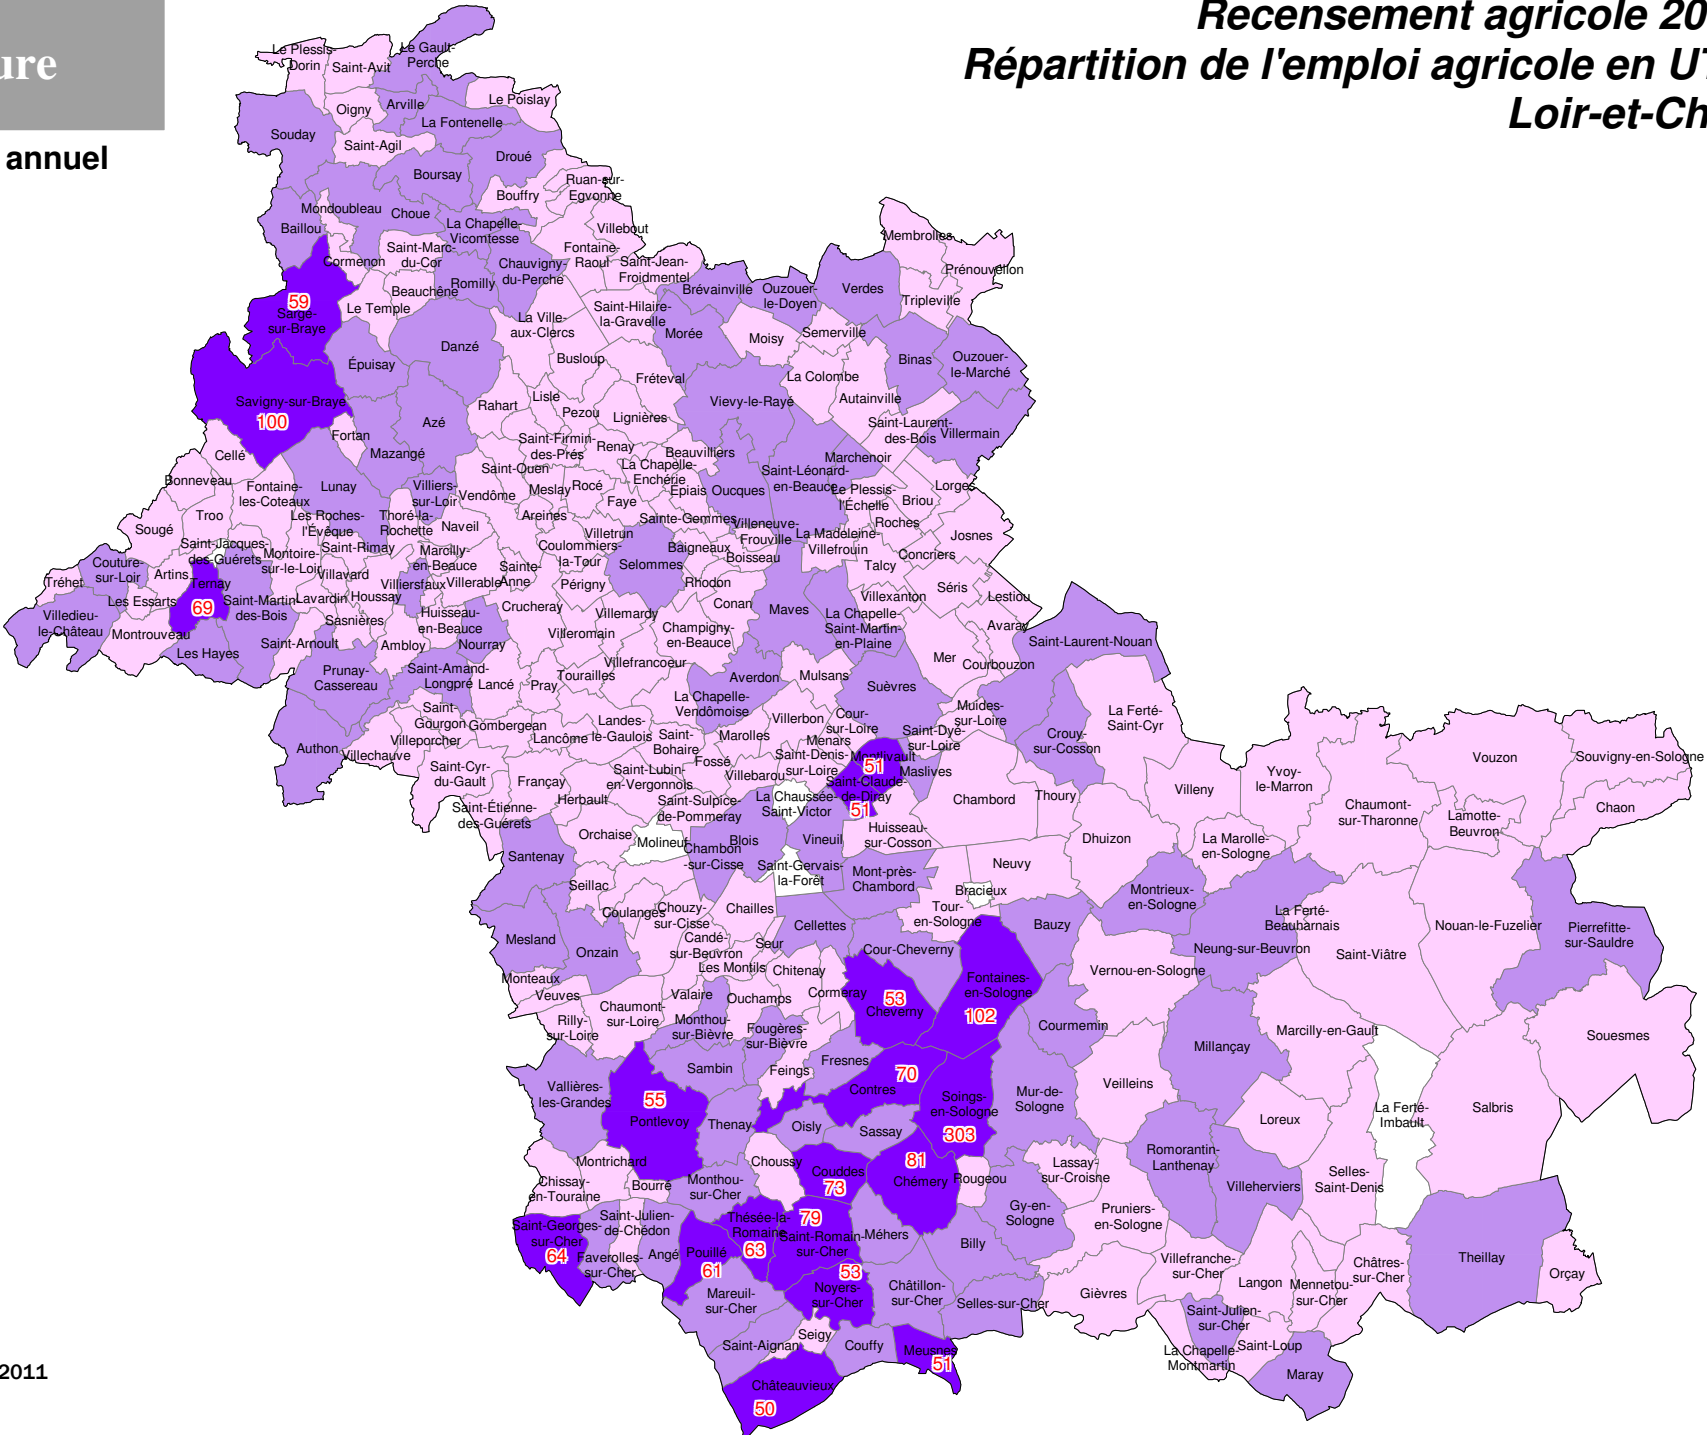 Recensement agricole 20
ure
Répartition de l'emploi agricole en UT
Loir-et-Ch
annuel
Le Plessis-
Dorin
Saint-Avit
Le Gault-
Perche
Oigny
Arville
Le Poislay
La Fontenelle
Souday
Saint-Agil
Droué
Boursay
Bouffry
Ruan-sur-
Egvonne
Mondoubleau
Choue
Baillou
La Chapelle-
Vicomtesse
Villebout
Saint-Marc-
du-Cor
Fontaine-
Raoul
Cormenon
Chauvigny-
du-Perche
Saint-Jean-
Froidmentel
Membrolles
Prénouvellon
Beauchêne
Romilly
Brévainville
Ouzouer-
le-Doyen
Verdes
Tripleville
59
Sargé-
sur-Braye
Le Temple
La Ville-
aux-Clercs
Saint-Hilaire-
la-Gravelle
Morée
Moisy
Semerville
Danzé
Épuisay
Busloup
Binas
Ouzouer-
le-Marché
Fréteval
La Colombe
Savigny-sur-Braye
100
Vievy-le-Rayé
Autainville
Rahart
Lisle
Pezou
Lignières
Azé
Saint-Laurent-
des-Bois
Villermain
Fortan
Mazangé
Saint-Firmin-
des-Prés
Renay
Beauvilliers
Marchenoir
Cellé
Saint-Ouen
La Chapelle-
Enchérie
Saint-Léonard-
en-Beauce
Bonneveau
Fontaine-
les-Coteaux
Lunay
Villiers-
sur-Loir
Vendôme
Meslay
Rocé
Faye
Épiais
Oucques
Le Plessis-
l'Échelle
Briou
Lorges
Troo
Les Roches-
l'Évêque
Thoré-la-
Rochette
Naveil
Areines
Sainte-Gemmes
Villeneuve-
Frouville
Roches
Sougé
Saint-Jacques-
des-Guérets
Montoire-
sur-le-Loir
Saint-Rimay
Marcilly-
en-Beauce
Coulommiers-
la-Tour
Villetrun
Baigneaux
Boisseau
La Madeleine-
Villefrouin
Josnes
Concriers
Couture-
sur-Loir
Tréhet
Artins
Ternay
69
Villavard
Villiersfaux
Villerable
Sainte-
Anne
Périgny
Selommes
Rhodon
Talcy
Séris
Les Essarts
Saint-Martin-
des-Bois
Lavardin
Houssay
Crucheray
Conan
Maves
Villexanton
Lestiou
Villedieu-
le-Château
Montrouveau
Sasnières
Huisseau-
en-Beauce
Nourray
Villemardy
Villeromain
Champigny-
en-Beauce
La Chapelle-
Saint-Martin-
en-Plaine
Avaray
Les Hayes
Saint-Arnoult
Ambloy
Saint-Laurent-Nouan
Mer
Courbouzon
Prunay-
Cassereau
Saint-Amand-
Longpré
Lancé
Pray
Tourailles
Villefrancoeur
Averdon
Mulsans
Suèvres
Saint-
Gourgon
Gombergean
La Chapelle-
Vendômoise
Villerbon
Cour-
sur-Loire
Muides-
sur-Loire
La Ferté-
Saint-Cyr
Authon
Villechauve
Villeporcher
Lancôme
Landes-
le-Gaulois
Saint-
Bohaire
Marolles
Menars
Saint-Dyé-
sur-Loire
Crouy-
sur-Cosson
Saint-Cyr-
du-Gault
Françay
Saint-Lubin-
en-Vergonnois
Fossé
Villebarou
Saint-Denis-
sur-Loire
Montlivault
51
Maslives
Saint-Étienne-
des-Guérets
Herbault
Saint-Sulpice-
de-Pommeray
La Chaussée-
Saint-Victor
Saint-Claude-
de-Diray
51
Chambord
Thoury
Villeny
Yvoy-
le-Marron
Vouzon
Souvigny-en-Sologne
Chaumont-
sur-Tharonne
Lamotte-
Beuvron
Chaon
Orchaise
Molineuf
Chambon
-sur-Cisse
Blois
Vineuil
Huisseau-
sur-Cosson
Dhuizon
La Marolle-
en-Sologne
Santenay
Saint-Gervais-
la-Forêt
Mont-près-
Chambord
Neuvy
Bracieux
Seillac
Coulanges
Chouzy-
sur-Cisse
Chailles
Tour-
en-Sologne
Montrieux-
en-Sologne
La Ferté-
Beauharnais
Mesland
Onzain
Candé-
sur-Beuvron
Seur
Cellettes
Cour-Cheverny
Bauzy
Neung-sur-Beuvron
Nouan-le-Fuzelier
Pierrefitte-
sur-Sauldre
Monteaux
Les Montils
Chitenay
Fontaines-
en-Sologne
102
Vernou-en-Sologne
Saint-Viâtre
Veuves
Chaumont-
sur-Loire
Valaire
Ouchamps
Cormeray
53
Cheverny
Rilly-
sur-Loire
Monthou-
sur-Bièvre
Fougères-
sur-Bièvre
Courmemin
Marcilly-en-Gault
Souesmes
Millançay
Sambin
Feings
Fresnes
Vallières-
les-Grandes
55
Pontlevoy
70
Contres
Mur-de-
Sologne
Veilleins
Soings-
en-Sologne
303
Loreux
La Ferté-
Imbault
Salbris
Thenay
Oisly
Sassay
Montrichard
Choussy
Couddes
73
81
Chémery
Rougeou
Lassay-
sur-Croisne
Romorantin-
Lanthenay
Villeherviers
Selles-
Saint-Denis
Chissay-
en-Touraine
Bourré
Monthou-
sur-Cher
Gy-en-
Sologne
Pruniers-
en-Sologne
Saint-Georges-
sur-Cher
64
Saint-Julien-
de-Chédon
Thésée-la-
Romaine
63
79
Saint-Romain-
sur-Cher
Méhers
Billy
Faverolles-
sur-Cher
Angé
Pouillé
61
53
Noyers-
sur-Cher
Châtillon-
sur-Cher
Selles-sur-Cher
Gièvres
Villefranche-
sur-Cher
Langon
Mennetou-
sur-Cher
Châtres-
sur-Cher
Theillay
Orçay
Mareuil-
sur-Cher
Saint-Aignan
Seigy
Couffy
Meusnes
51
Saint-Julien-
sur-Cher
La Chapelle-
Montmartin
Saint-Loup
Maray
Châteauvieux
50
2011